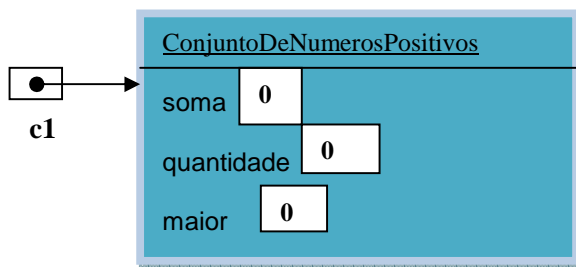 ConjuntoDeNumerosPositivos
soma 0
c1
quantidade 0
maior 0